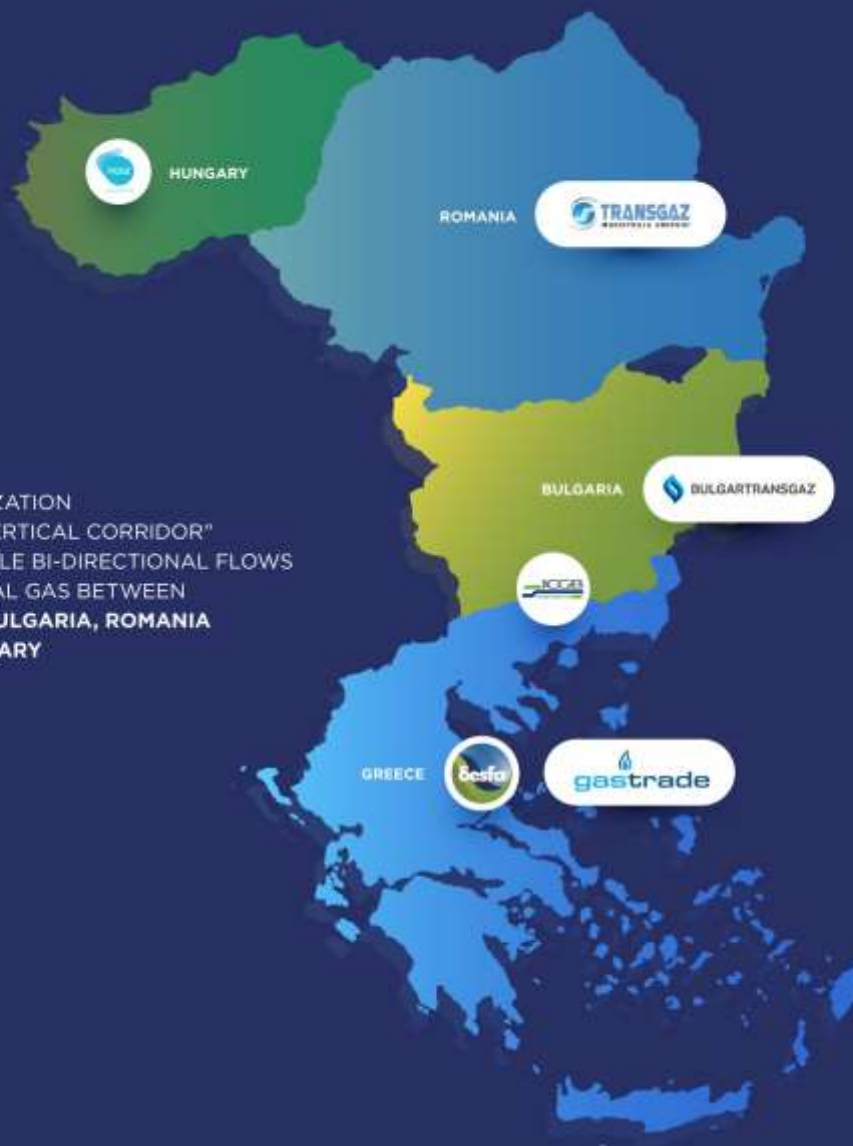 HUNGARY
ROMANIA
TRANSGAZ
BULGARIA
BULGARTRANSGAZ
ICGB
ZATION
ERTICAL CORRIDOR"
LE BI-DIRECTIONAL FLOWS
AL GAS BETWEEN
ULGARIA, ROMANIA
ARY
GREECE
δesfa
gastrade